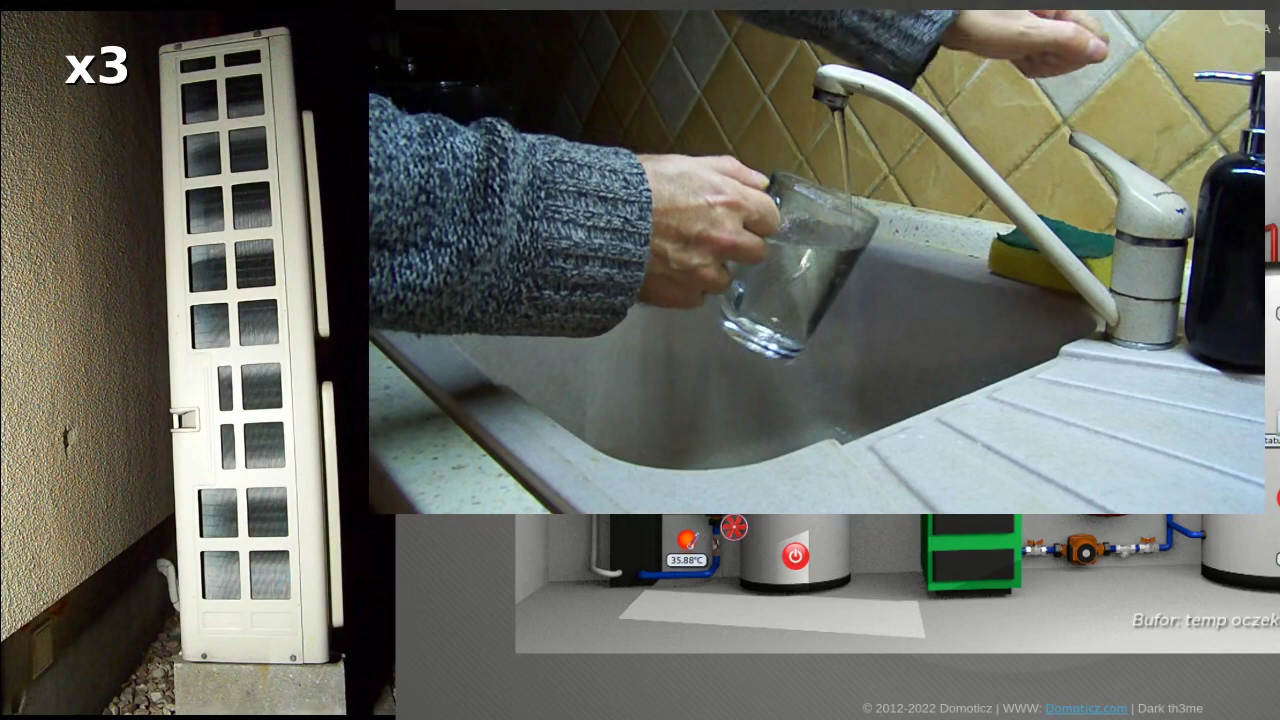 x3
35.88°C
Bufor: temp oczek
© 2012-2022 Domoticz | WWW: Domoticz.com | Dark th3me